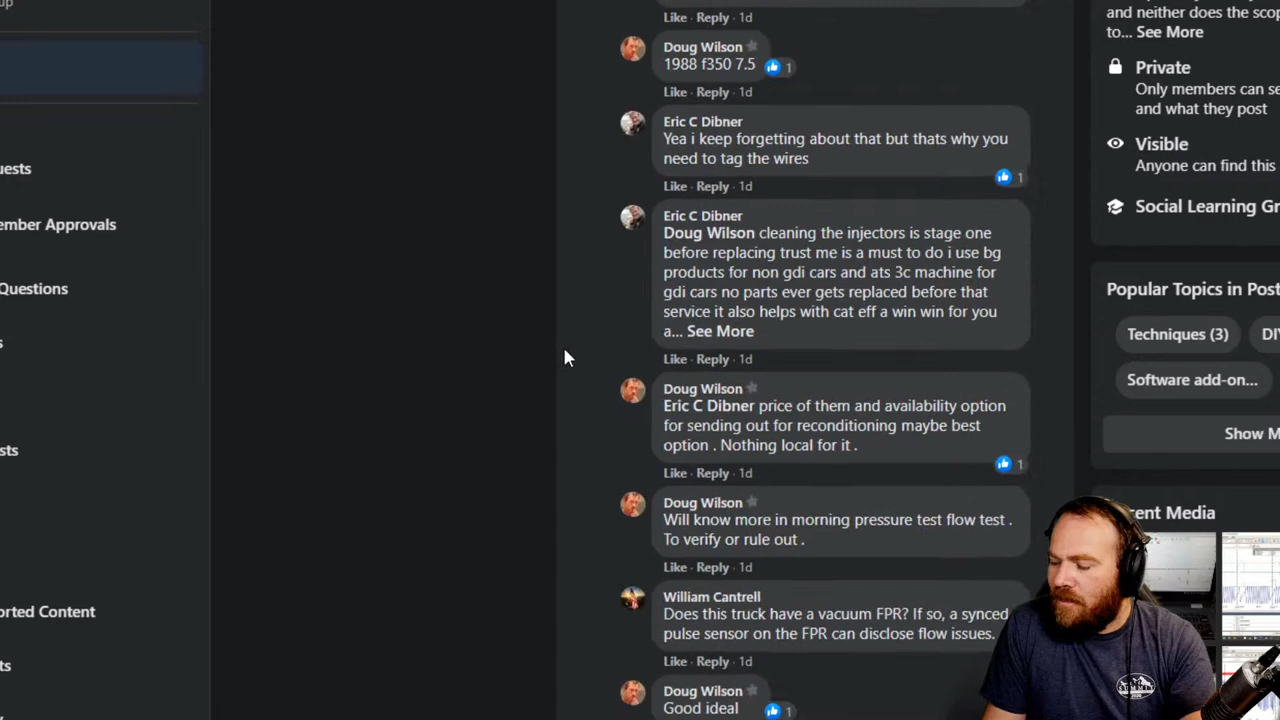 up
Like · Reply · 1d
and neither does the scop
to... See More
Doug Wilson
1988 f350 7.5
1
Like · Reply · 1d
Private
Only members can se
and what they post
Eric C Dibner
Yea i keep forgetting about that but thats why you
need to tag the wires
1
Like · Reply · 1d
Visible
Anyone can find this
uests
Social Learning Gr
ember Approvals
Eric C Dibner
Doug Wilson cleaning the injectors is stage one
before replacing trust me is a must to do i use bg
products for non gdi cars and ats 3c machine for
gdi cars no parts ever gets replaced before that
service it also helps with cat eff a win win for you
a... See More
Like · Reply · 1d
Questions
s
Popular Topics in Post
Techniques (3)
DI
Software add-on...
Show M
Doug Wilson
Eric C Dibner price of them and availability option
for sending out for reconditioning maybe best
option . Nothing local for it .
1
Like · Reply · 1d
sts
Doug Wilson
Will know more in morning pressure test flow test .
To verify or rule out .
Like · Reply · 1d
cent Media
William Cantrell
Does this truck have a vacuum FPR? If so, a synced
pulse sensor on the FPR can disclose flow issues.
Like · Reply · 1d
orted Content
ts
Doug Wilson
Good ideal
1
SUMMIT